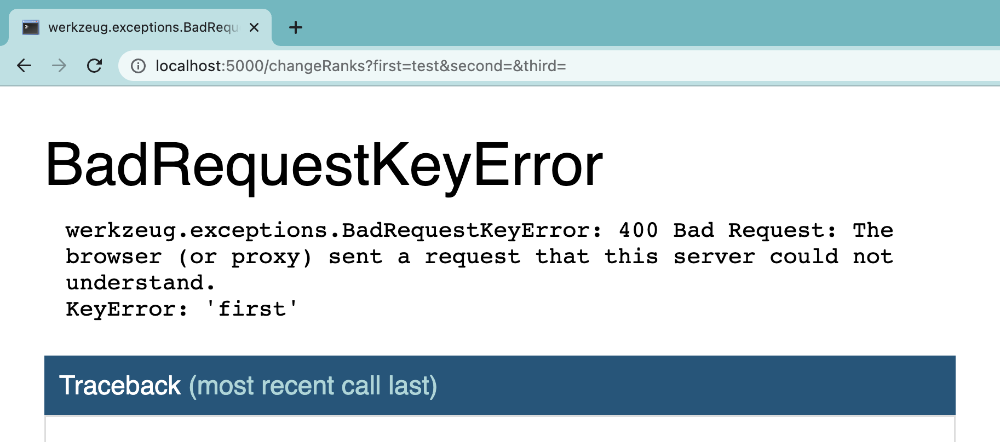 werkzeug.exceptions.BadRequ
localhost:5000/changeRanks?first=test&second=&third=
BadRequestKeyError
werkzeug.exceptions.BadRequestKeyError: 400 Bad Request: The
browser (or proxy) sent a request that this server could not
understand.
KeyError: 'first'
Traceback (most recent call last)